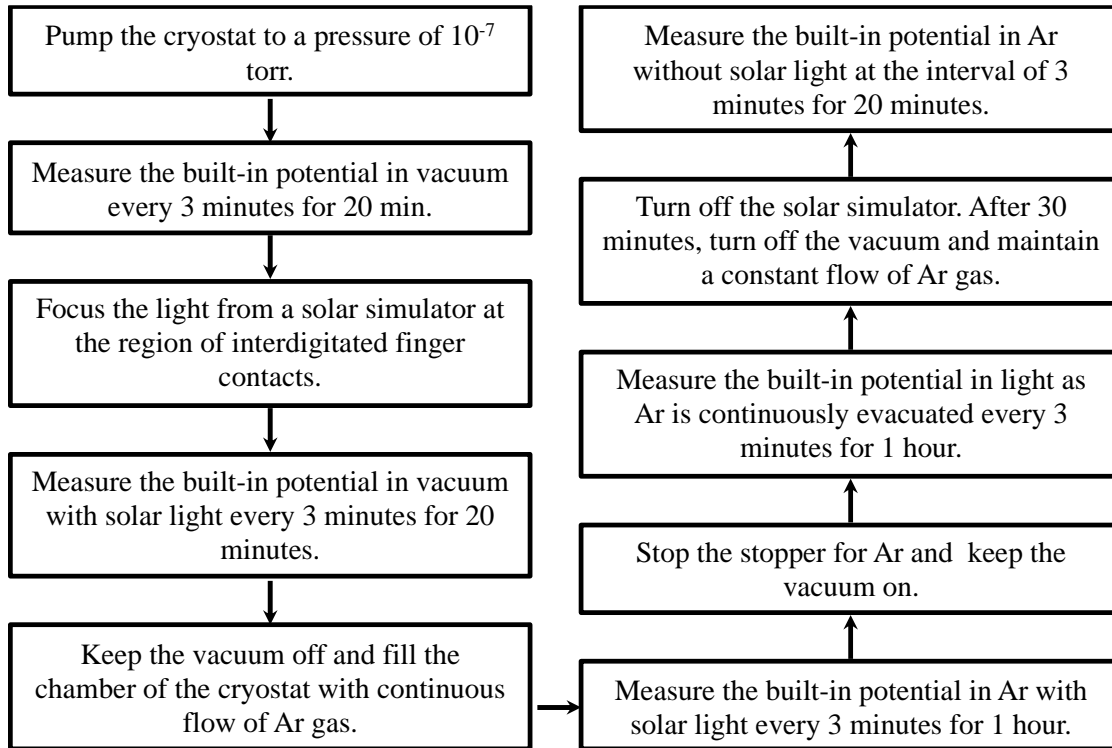 Pump the cryostat to a pressure of 10⁻⁷
torr.
Measure the built-in potential in vacuum
every 3 minutes for 20 min.
Focus the light from a solar simulator at
the region of interdigitated finger
contacts.
Measure the built-in potential in vacuum
with solar light every 3 minutes for 20
minutes.
Keep the vacuum off and fill the
chamber of the cryostat with continuous
flow of Ar gas.
Measure the built-in potential in Ar with
solar light every 3 minutes for 1 hour.
Stop the stopper for Ar and keep the
vacuum on.
Measure the built-in potential in light as
Ar is continuously evacuated every 3
minutes for 1 hour.
Turn off the solar simulator. After 30
minutes, turn off the vacuum and maintain
a constant flow of Ar gas.
Measure the built-in potential in Ar
without solar light at the interval of 3
minutes for 20 minutes.